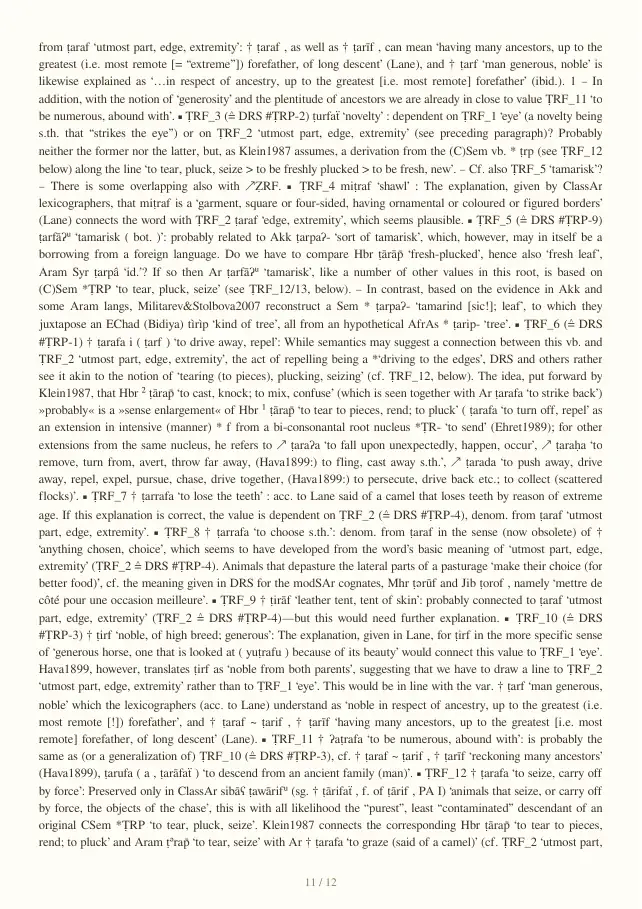 from ṭaraf ‘utmost part, edge, extremity’: † ṭaraf , as well as † ṭarīf , can mean ‘having many ancestors, up to the
greatest (i.e. most remote [= “extreme”]) forefather, of long descent’ (Lane), and † ṭarf ‘man generous, noble’ is
likewise explained as ‘…in respect of ancestry, up to the greatest [i.e. most remote] forefather’ (ibid.). 1 – In
addition, with the notion of ‘generosity’ and the plentitude of ancestors we are already in close to value ṬRF_11 ‘to
be numerous, abound with’. ▪ ṬRF_3 (≙ DRS #ṬRP-2) ṭurfaẗ ‘novelty’ : dependent on ṬRF_1 ‘eye’ (a novelty being
s.th. that “strikes the eye”) or on ṬRF_2 ‘utmost part, edge, extremity’ (see preceding paragraph)? Probably
neither the former nor the latter, but, as Klein1987 assumes, a derivation from the (C)Sem vb. * ṭrp (see ṬRF_12
below) along the line ‘to tear, pluck, seize > to be freshly plucked > to be fresh, new’. – Cf. also ṬRF_5 ‘tamarisk’?
– There is some overlapping also with ↗ẒRF. ▪ ṬRF_4 miṭraf ‘shawl’ : The explanation, given by ClassAr
lexicographers, that miṭraf is a ‘garment, square or four-sided, having ornamental or coloured or figured borders’
(Lane) connects the word with ṬRF_2 ṭaraf ‘edge, extremity’, which seems plausible. ▪ ṬRF_5 (≙ DRS #ṬRP-9)
ṭarfāʔᵘ ‘tamarisk ( bot. )’: probably related to Akk ṭarpaʔ- ‘sort of tamarisk’, which, however, may in itself be a
borrowing from a foreign language. Do we have to compare Hbr ṭārāp̄ ‘fresh-plucked’, hence also ‘fresh leaf’,
Aram Syr ṭarpā ‘id.’? If so then Ar ṭarfāʔᵘ ‘tamarisk’, like a number of other values in this root, is based on
(C)Sem *ṬRP ‘to tear, pluck, seize’ (see ṬRF_12/13, below). – In contrast, based on the evidence in Akk and
some Aram langs, Militarev&Stolbova2007 reconstruct a Sem * ṭarpaʔ- ‘tamarind [sic!]; leaf’, to which they
juxtapose an EChad (Bidiya) tìrìp ‘kind of tree’, all from an hypothetical AfrAs * ṭarip- ‘tree’. ▪ ṬRF_6 (≙ DRS
#ṬRP-1) † ṭarafa i ( ṭarf ) ‘to drive away, repel’: While semantics may suggest a connection between this vb. and
ṬRF_2 ‘utmost part, edge, extremity’, the act of repelling being a *‘driving to the edges’, DRS and others rather
see it akin to the notion of ‘tearing (to pieces), plucking, seizing’ (cf. ṬRF_12, below). The idea, put forward by
Klein1987, that Hbr ² ṭārap̄ ‘to cast, knock; to mix, confuse’ (which is seen together with Ar ṭarafa ‘to strike back’)
»probably« is a »sense enlargement« of Hbr ¹ ṭārap̄ ‘to tear to pieces, rend; to pluck’ ( ṭarafa ‘to turn off, repel’ as
an extension in intensive (manner) * f from a bi-consonantal root nucleus *ṬR- ‘to send’ (Ehret1989); for other
extensions from the same nucleus, he refers to ↗ ṭaraʔa ‘to fall upon unexpectedly, happen, occur’, ↗ ṭaraḥa ‘to
remove, turn from, avert, throw far away, (Hava1899:) to fling, cast away s.th.’, ↗ ṭarada ‘to push away, drive
away, repel, expel, pursue, chase, drive together, (Hava1899:) to persecute, drive back etc.; to collect (scattered
flocks)’. ▪ ṬRF_7 † ṭarrafa ‘to lose the teeth’ : acc. to Lane said of a camel that loses teeth by reason of extreme
age. If this explanation is correct, the value is dependent on ṬRF_2 (≙ DRS #ṬRP-4), denom. from ṭaraf ‘utmost
part, edge, extremity’. ▪ ṬRF_8 † ṭarrafa ‘to choose s.th.’: denom. from ṭaraf in the sense (now obsolete) of †
‘anything chosen, choice’, which seems to have developed from the word’s basic meaning of ‘utmost part, edge,
extremity’ (ṬRF_2 ≙ DRS #ṬRP-4). Animals that depasture the lateral parts of a pasturage ‘make their choice (for
better food)’, cf. the meaning given in DRS for the modSAr cognates, Mhr ṭərūf and Jib ṭɔrɔf , namely ‘mettre de
côté pour une occasion meilleure’. ▪ ṬRF_9 † ṭirāf ‘leather tent, tent of skin’: probably connected to ṭaraf ‘utmost
part, edge, extremity’ (ṬRF_2 ≙ DRS #ṬRP-4)—but this would need further explanation. ▪ ṬRF_10 (≙ DRS
#ṬRP-3) † ṭirf ‘noble, of high breed; generous’: The explanation, given in Lane, for ṭirf in the more specific sense
of ‘generous horse, one that is looked at ( yuṭrafu ) because of its beauty’ would connect this value to ṬRF_1 ‘eye’.
Hava1899, however, translates ṭirf as ‘noble from both parents’, suggesting that we have to draw a line to ṬRF_2
‘utmost part, edge, extremity’ rather than to ṬRF_1 ‘eye’. This would be in line with the var. † ṭarf ‘man generous,
noble’ which the lexicographers (acc. to Lane) understand as ‘noble in respect of ancestry, up to the greatest (i.e.
most remote [!]) forefather’, and † ṭaraf ~ ṭarif , † ṭarīf ‘having many ancestors, up to the greatest [i.e. most
remote] forefather, of long descent’ (Lane). ▪ ṬRF_11 † ʔaṭrafa ‘to be numerous, abound with’: is probably the
same as (or a generalization of) ṬRF_10 (≙ DRS #ṬRP-3), cf. † ṭaraf ~ ṭarif , † ṭarīf ‘reckoning many ancestors’
(Hava1899), ṭarufa ( a , ṭarāfaẗ ) ‘to descend from an ancient family (man)’. ▪ ṬRF_12 † ṭarafa ‘to seize, carry off
by force’: Preserved only in ClassAr sibāʕ ṭawārifᵘ (sg. † ṭārifaẗ , f. of ṭārif , PA I) ‘animals that seize, or carry off
by force, the objects of the chase’, this is with all likelihood the “purest”, least “contaminated” descendant of an
original CSem *ṬRP ‘to tear, pluck, seize’. Klein1987 connects the corresponding Hbr ṭārap̄ ‘to tear to pieces,
rend; to pluck’ and Aram ṭᵊrap̄ ‘to tear, seize’ with Ar † ṭarafa ‘to graze (said of a camel)’ (cf. ṬRF_2 ‘utmost part,
11 / 12